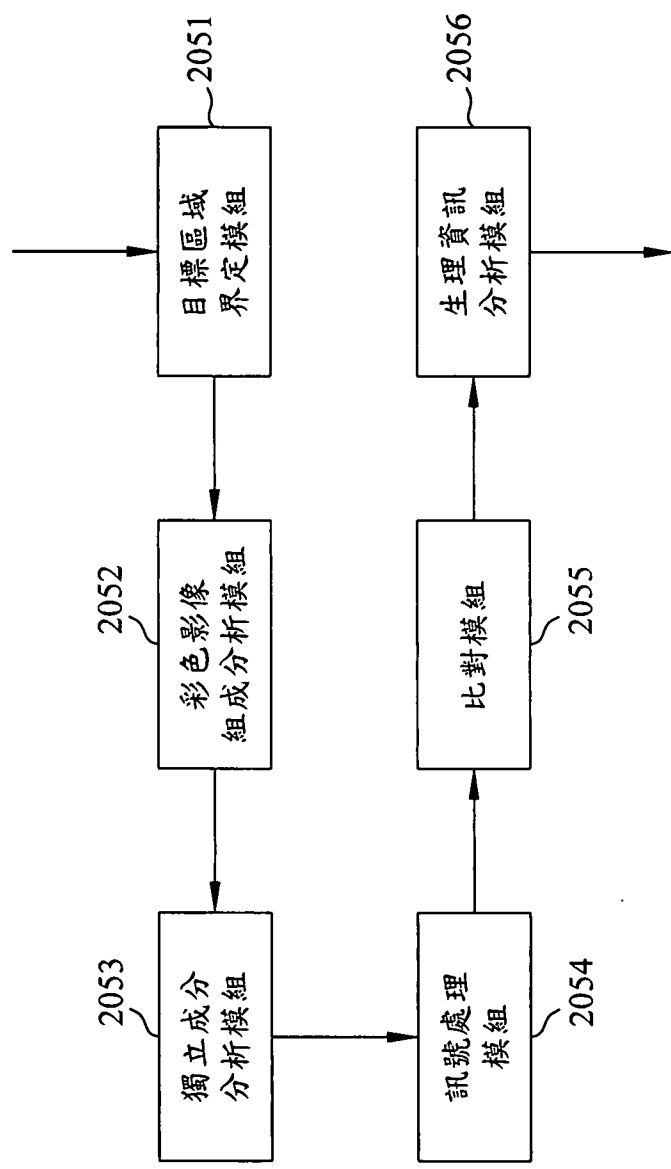 2051
目標區域
界定模組
2052
彩色影像
組成分析模組
2053
獨立成分
分析模組
訊號處理
模組
2054
比對模組
2055
2056
生理資訊
分析模組